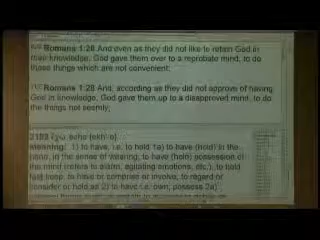 Romans 1:28 And even as they did not like to retain God in
their knowledge, God gave them over to a reprobate mind, to do
those things which are not convenient;
Romans 1:28 And, according as they did not approve of having
God in knowledge, God gave them up to a disapproved mind, to do
the things not seemly;
2192 ἔχω echo {ekh'-o}
Meaning: 1) to have, i.e. to hold 1a) to have (hold) in the
hand, in the sense of wearing, to have (hold) possession of
the mind (refers to alarm, agitating emotions, etc.), to hold
fast keep, to have or comprise or involve, to regard or
consider or hold as 2) to have i.e. own, possess 2a)